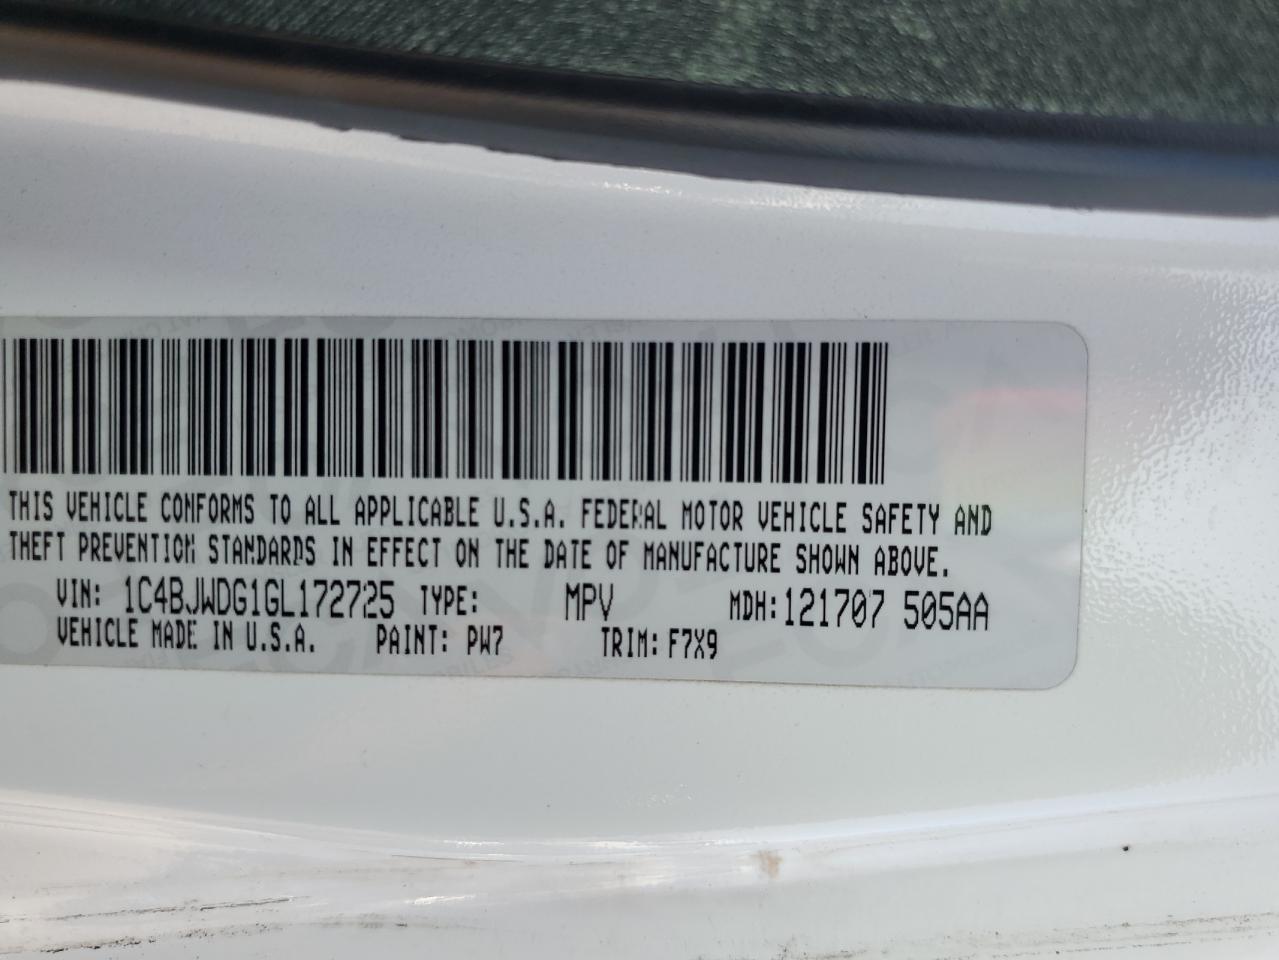 THIS VEHICLE CONFORMS TO ALL APPLICABLE U.S.A. FEDERAL MOTOR VEHICLE SAFETY AND
THEFT PREVENTION STANDARDS IN EFFECT ON THE DATE OF MANUFACTURE SHOWN ABOVE.
VIN: 1C4BJWDG1GL172725 TYPE: MPV MDH:121707 505AA
VEHICLE MADE IN U.S.A. PAINT: PW7 TRIM: F7X9